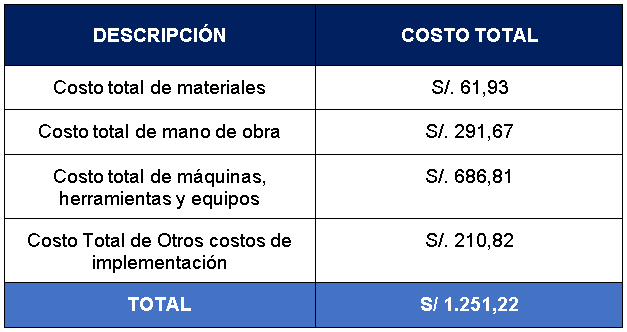 DESCRIPCIÓN COSTO TOTAL
Costo total de materiales S/. 61,93
Costo total de mano de obra S/. 291,67
Costo total de máquinas, S/. 686,81
herramientas y equipos
Costo Total de Otros costos de S/. 210,82
implementación
TOTAL S/ 1.251,22